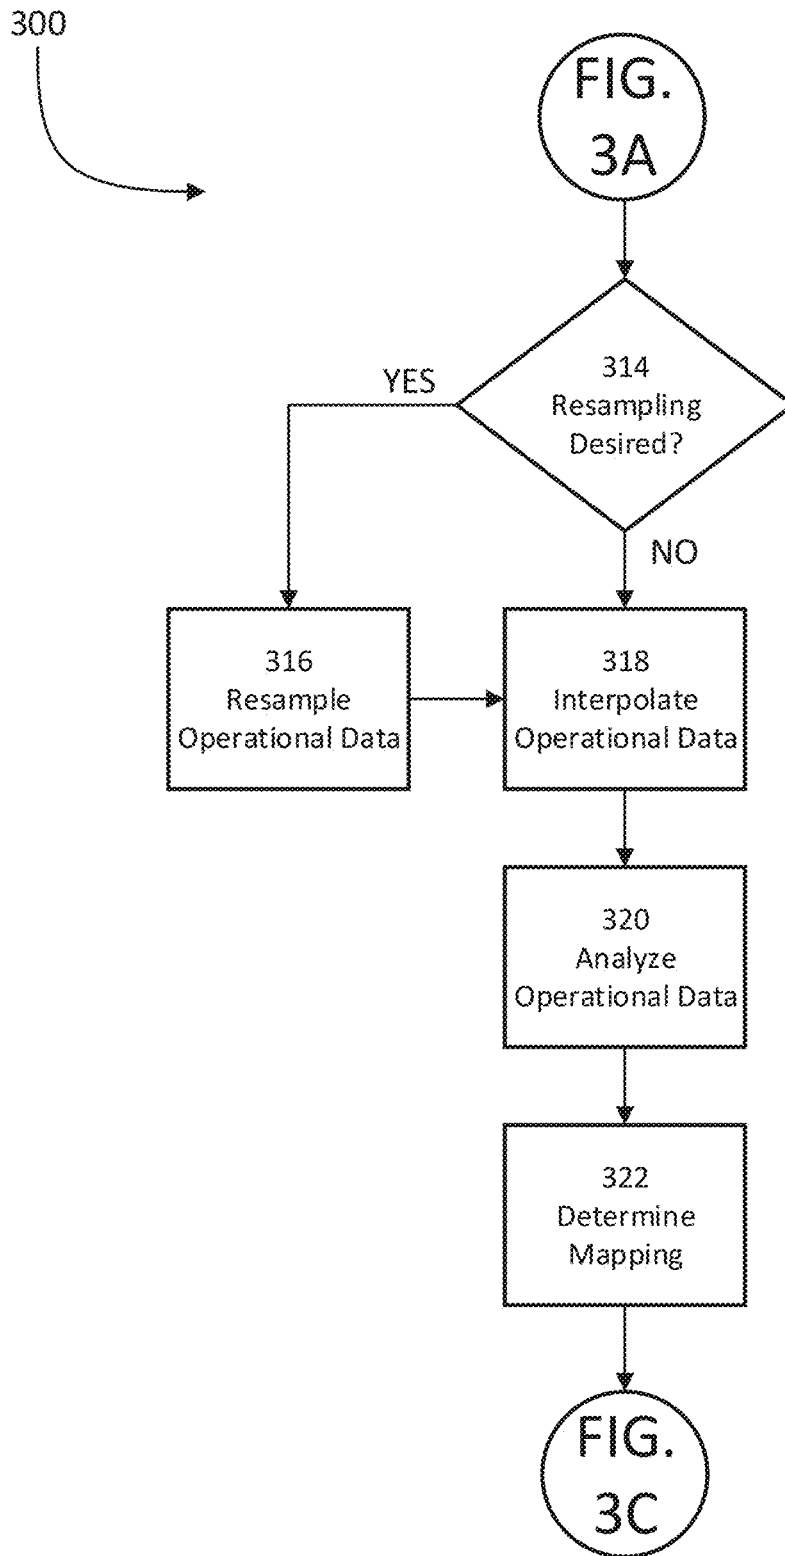 300
FIG.
3A
314
Resampling
Desired?
YES
NO
316
Resample
Operational Data
318
Interpolate
Operational Data
320
Analyze
Operational Data
322
Determine
Mapping
FIG.
3C